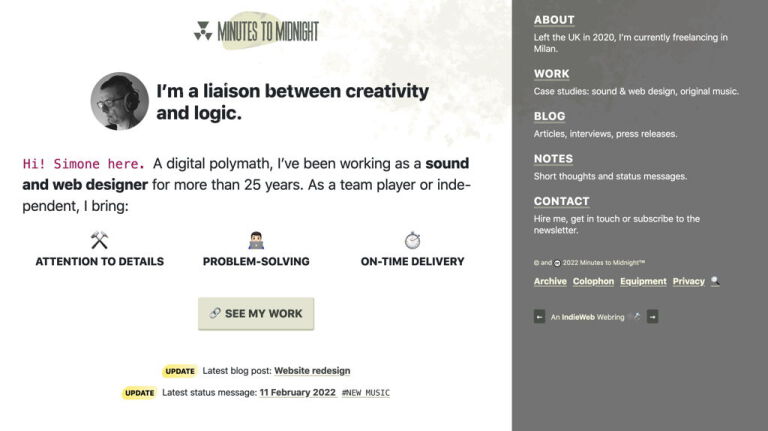 MINUTES TO MIDNIGHT
I'm a liaison between creativity
and logic.
Hi! Simone here. A digital polymath, I've been working as a sound
and web designer for more than 25 years. As a team player or inde-
pendent, I bring:
ATTENTION TO DETAILS
PROBLEM-SOLVING
ON-TIME DELIVERY
SEE MY WORK
UPDATE Latest blog post: Website redesign
UPDATE Latest status message: 11 February 2022 #NEW MUSIC
ABOUT
Left the UK in 2020, I'm currently freelancing in
Milan.
WORK
Case studies: sound & web design, original music.
BLOG
Articles, interviews, press releases.
NOTES
Short thoughts and status messages.
CONTACT
Hire me, get in touch or subscribe to the
newsletter.
© and 2022 Minutes to Midnight™
Archive Colophon Equipment Privacy
← An IndieWeb Webring →